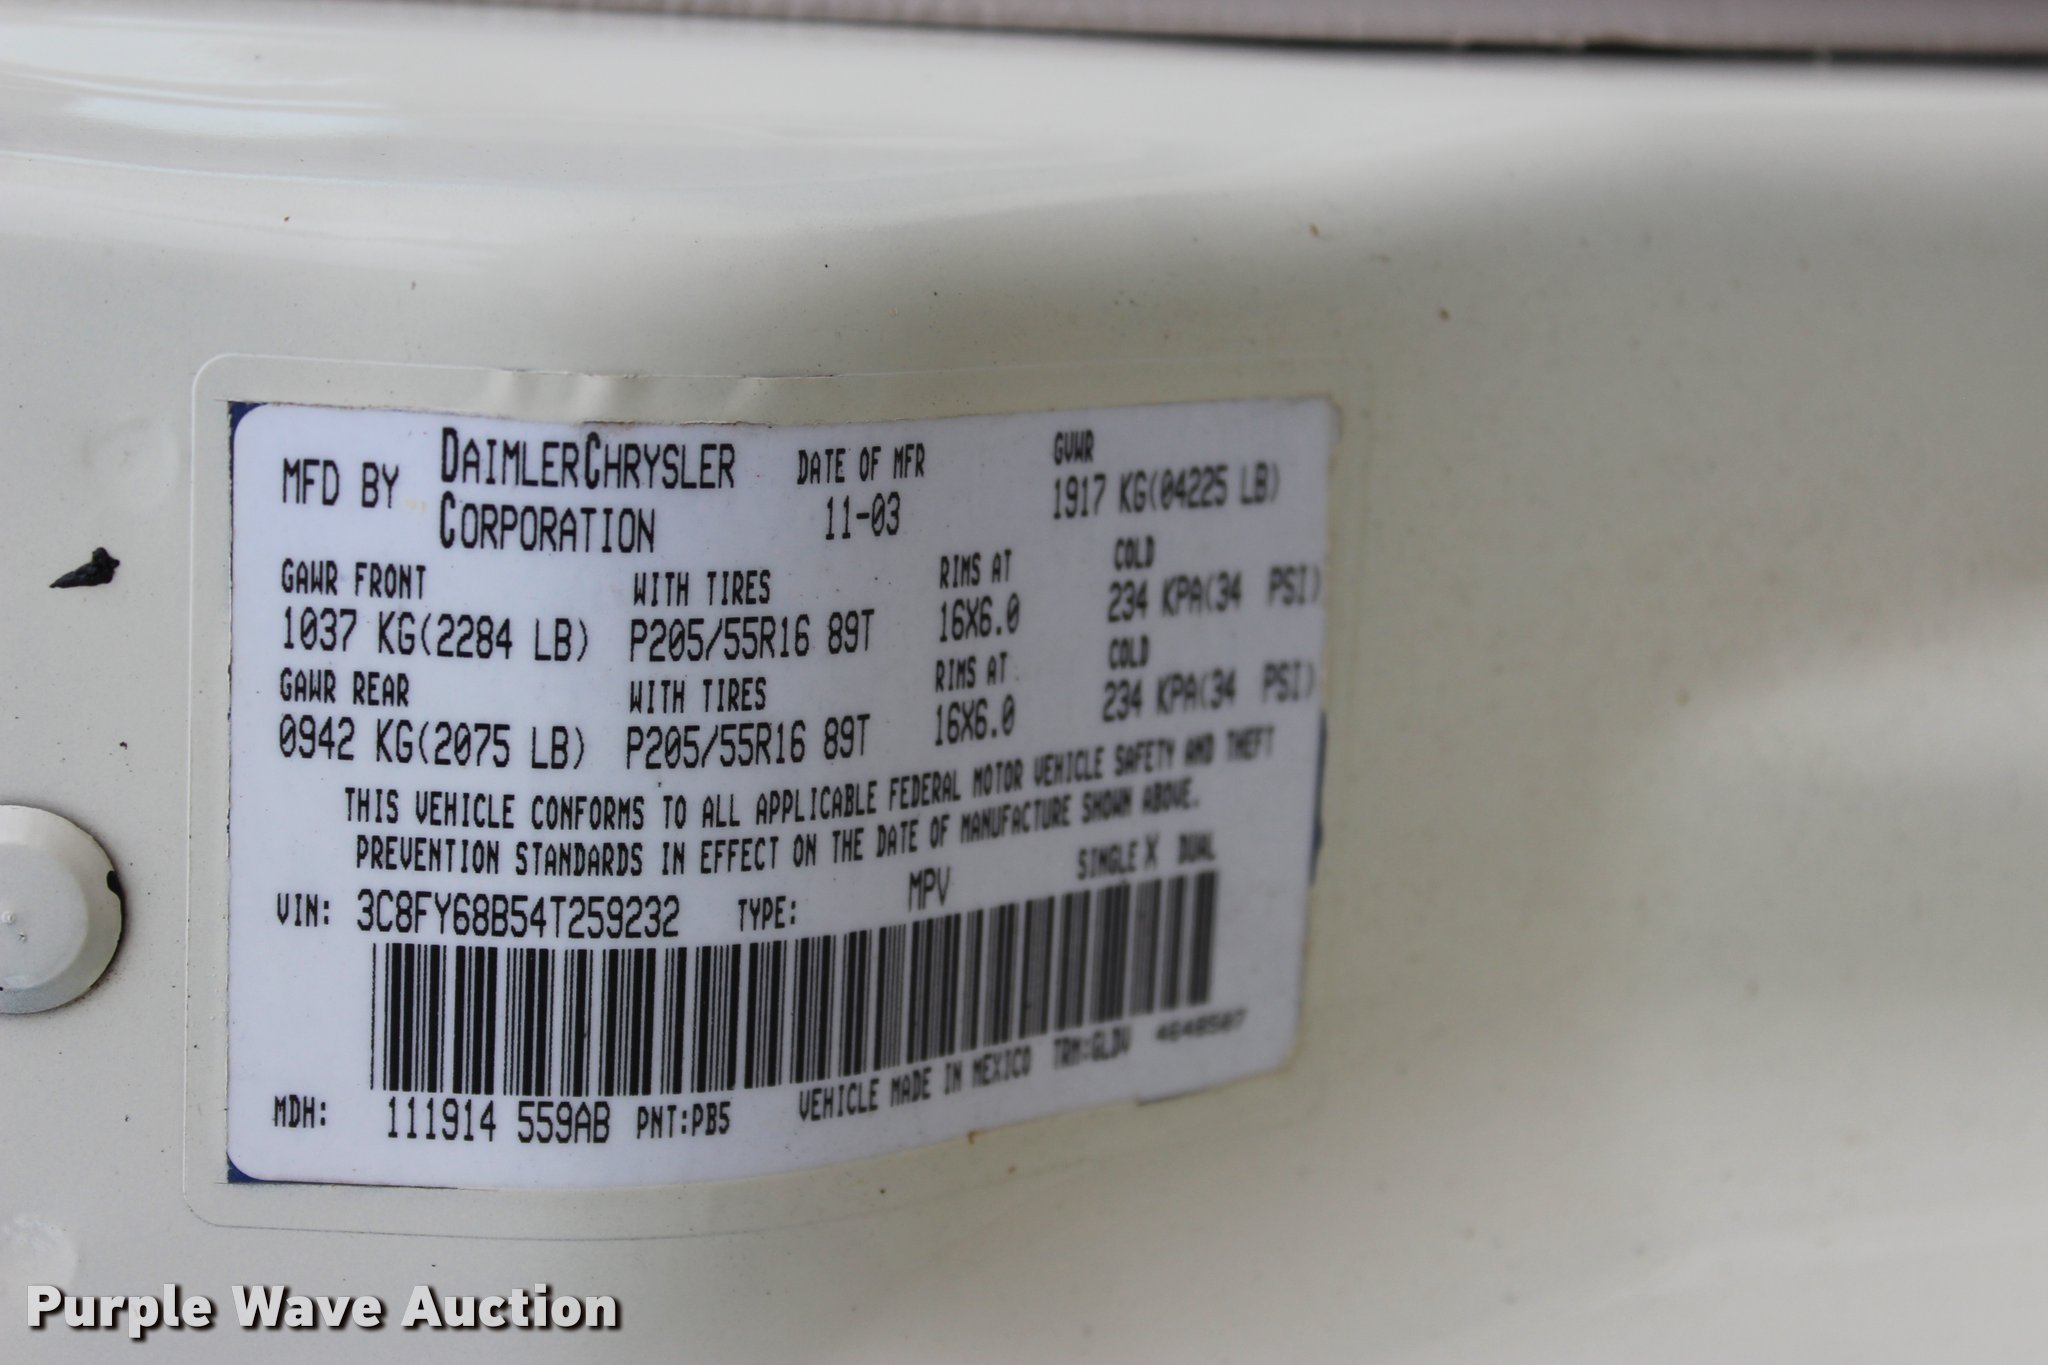 MFD BY DAIMLERCHRYSLER CORPORATION
DATE OF MFR
11-03
GVWR
1917 KG(04225 LB)
GAWR FRONT WITH TIRES RIMS AT COLD
1037 KG(2284 LB) P205/55R16 89T 16X6.0 234 KPA(34 PSI)
GAWR REAR WITH TIRES RIMS AT COLD
0942 KG(2075 LB) P205/55R16 89T 16X6.0 234 KPA(34 PSI)
THIS VEHICLE CONFORMS TO ALL APPLICABLE FEDERAL MOTOR VEHICLE SAFETY AND THEFT
PREVENTION STANDARDS IN EFFECT ON THE DATE OF MANUFACTURE SHOWN ABOVE.
VIN: 3C8FY68B54T259232 TYPE: MPV SINGLE X DUAL
MDH: 111914 559AB PNT:PB5 VEHICLE MADE IN MEXICO TRM:GLDV 4648507
Purple Wave Auction